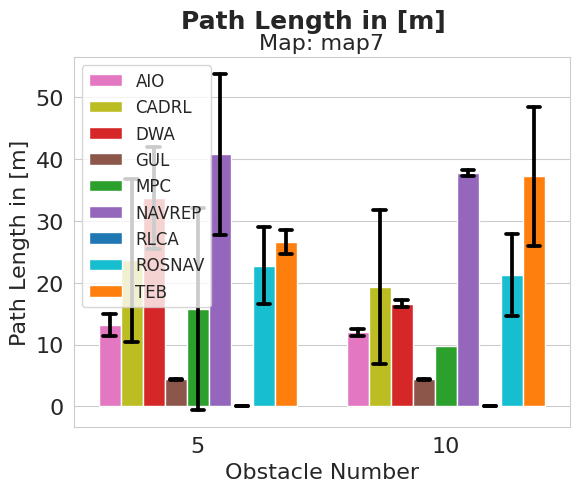 Path Length in [m]
Map: map7
Path Length in [m]
50
40
30
20
10
0
AIO
CADRL
DWA
GUL
MPC
NAVREP
RLCA
ROSNAV
TEB
5
10
Obstacle Number